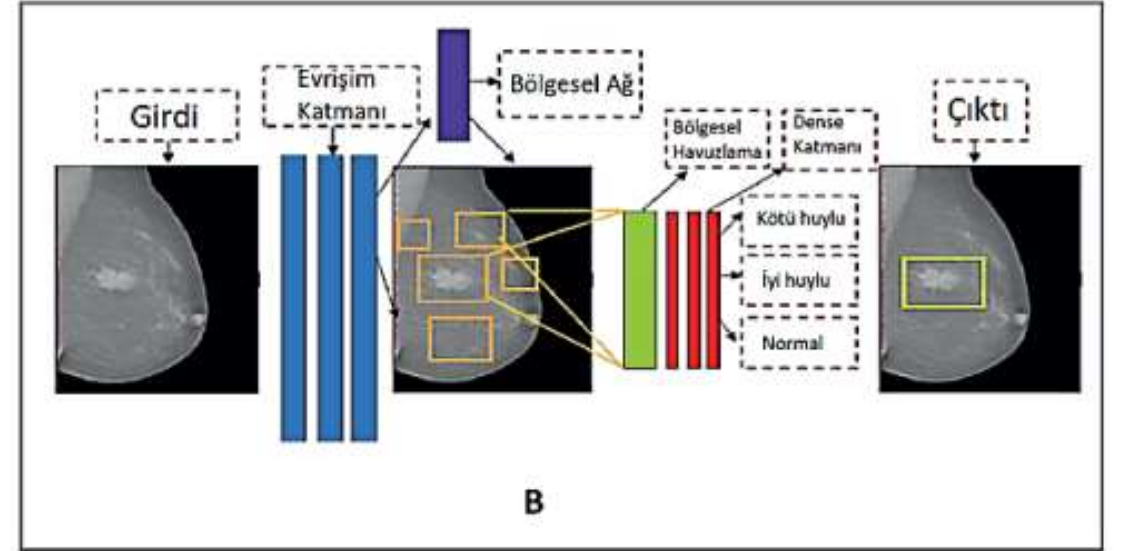 Girdi
Evrişim
Katmanı
Bölgesel Ağ
Bölgesel
Havuzlama
Dense
Katmanı
Çıktı
Kötü huylu
İyi huylu
Normal
B